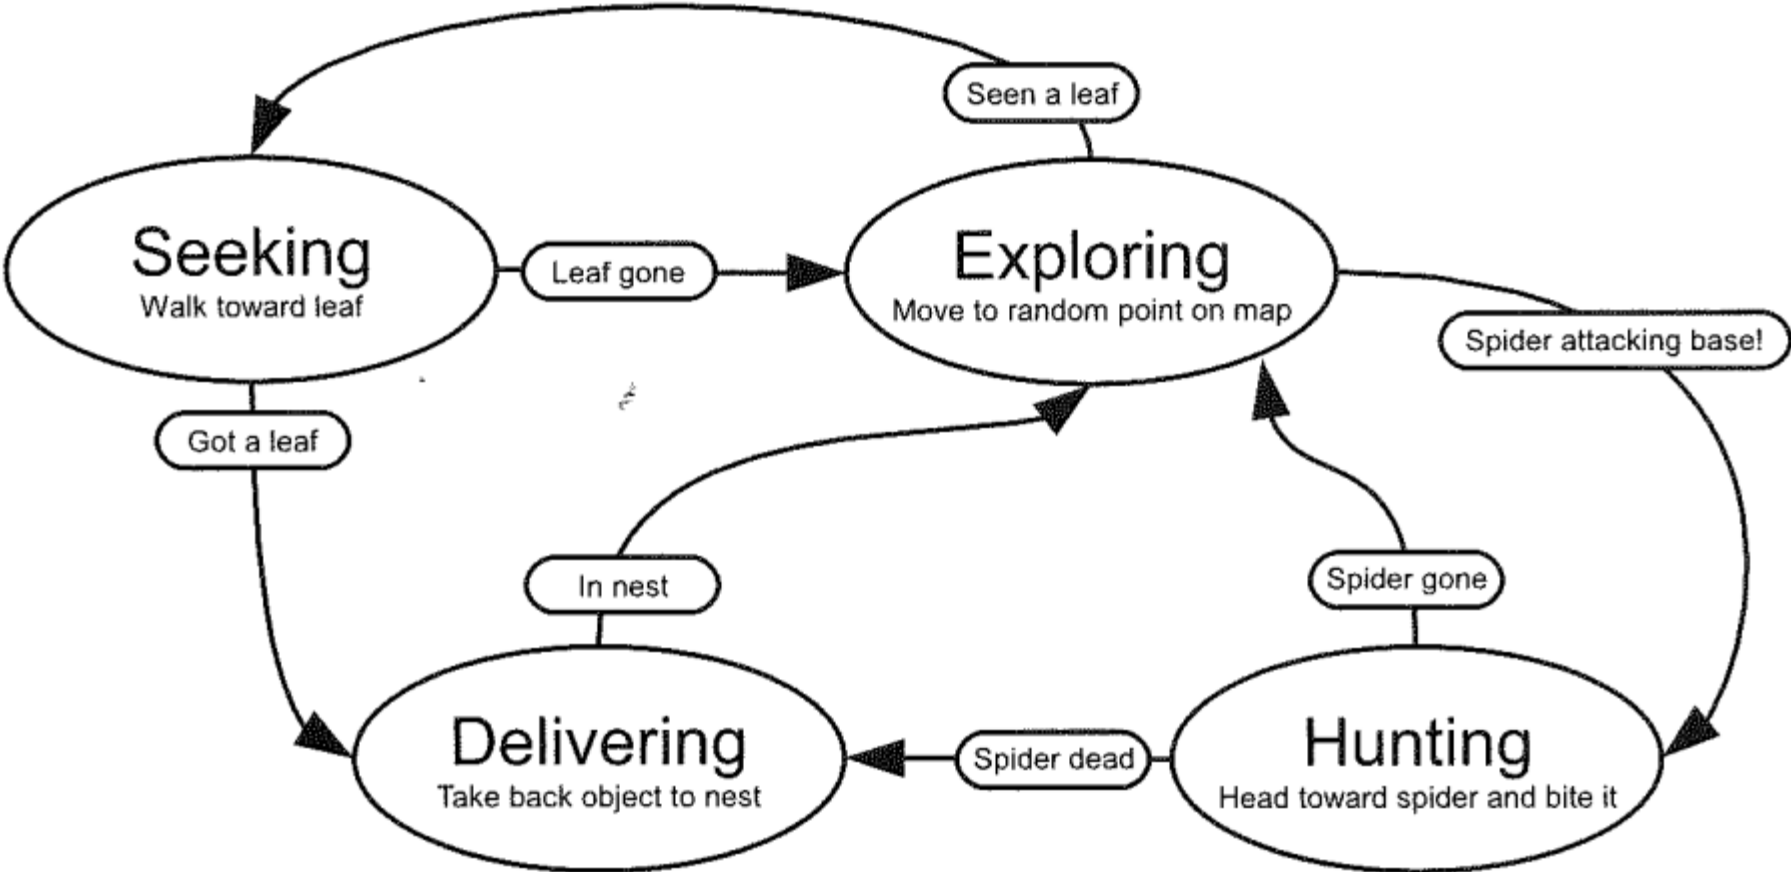 Seen a leaf
Seeking
Walk toward leaf
Leaf gone
Exploring
Move to random point on map
Spider attacking base!
Got a leaf
In nest
Spider gone
Delivering
Take back object to nest
Spider dead
Hunting
Head toward spider and bite it